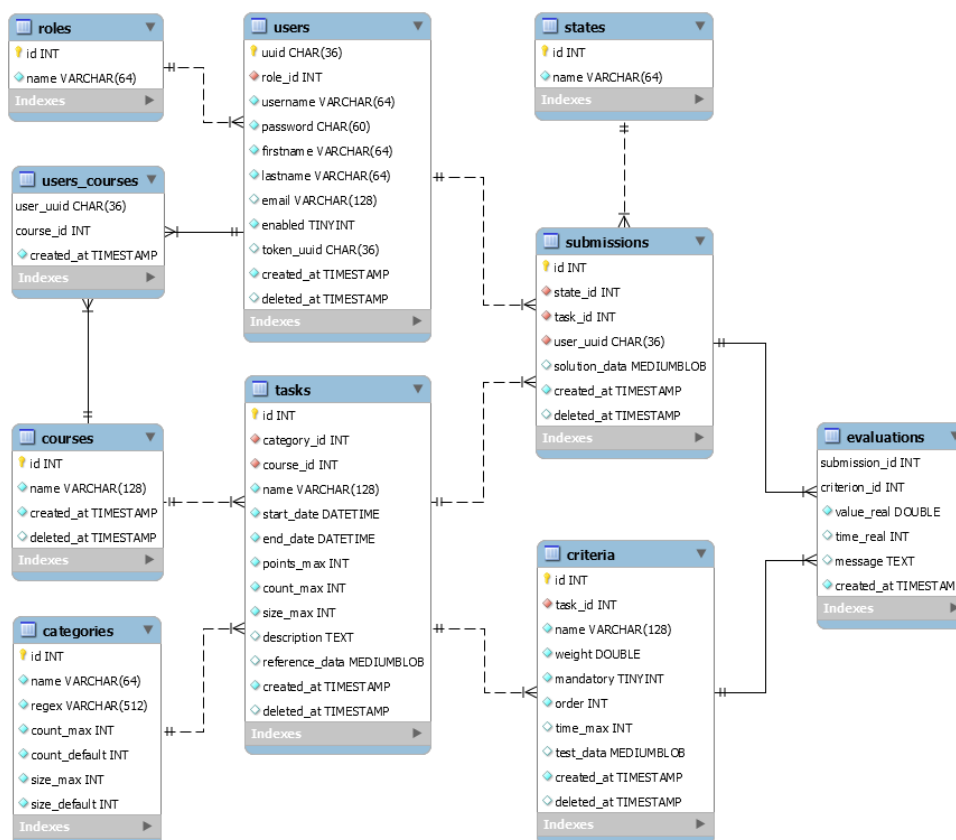 roles
id INT
name VARCHAR(64)
Indexes
users
uuid CHAR(36)
role_id INT
username VARCHAR(64)
password CHAR(60)
firstname VARCHAR(64)
lastname VARCHAR(64)
email VARCHAR(128)
enabled TINYINT
token_uuid CHAR(36)
created_at TIMESTAMP
deleted_at TIMESTAMP
Indexes
states
id INT
name VARCHAR(64)
Indexes
users_courses
user_uuid CHAR(36)
course_id INT
created_at TIMESTAMP
Indexes
submissions
id INT
state_id INT
task_id INT
user_uuid CHAR(36)
solution_data MEDIUMBLOB
created_at TIMESTAMP
deleted_at TIMESTAMP
Indexes
tasks
id INT
category_id INT
course_id INT
name VARCHAR(128)
start_date DATETIME
end_date DATETIME
points_max INT
count_max INT
size_max INT
description TEXT
reference_data MEDIUMBLOB
created_at TIMESTAMP
deleted_at TIMESTAMP
Indexes
courses
id INT
name VARCHAR(128)
created_at TIMESTAMP
deleted_at TIMESTAMP
Indexes
evaluations
submission_id INT
criterion_id INT
value_real DOUBLE
time_real INT
message TEXT
created_at TIMESTAM
Indexes
criteria
id INT
task_id INT
name VARCHAR(128)
weight DOUBLE
mandatory TINYINT
order INT
time_max INT
test_data MEDIUMBLOB
created_at TIMESTAMP
deleted_at TIMESTAMP
Indexes
categories
id INT
name VARCHAR(64)
regex VARCHAR(512)
count_max INT
count_default INT
size_max INT
size_default INT
Indexes